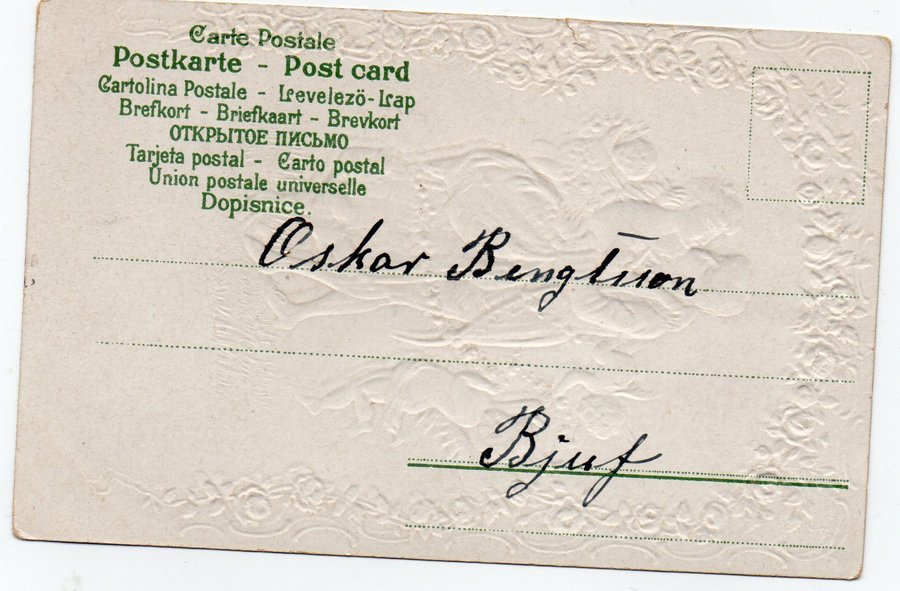 Carte Postale
Postkarte - Post card
Cartolina Postale - Levelezö-Lap
Brefkort - Briefkaart - Brevkort
ОТКРЫТОЕ ПИСЬМО
Tarjeta postal - Carto postal
Union postale universelle
Dopisnice.
Oskar Bengtsson
Bjuf